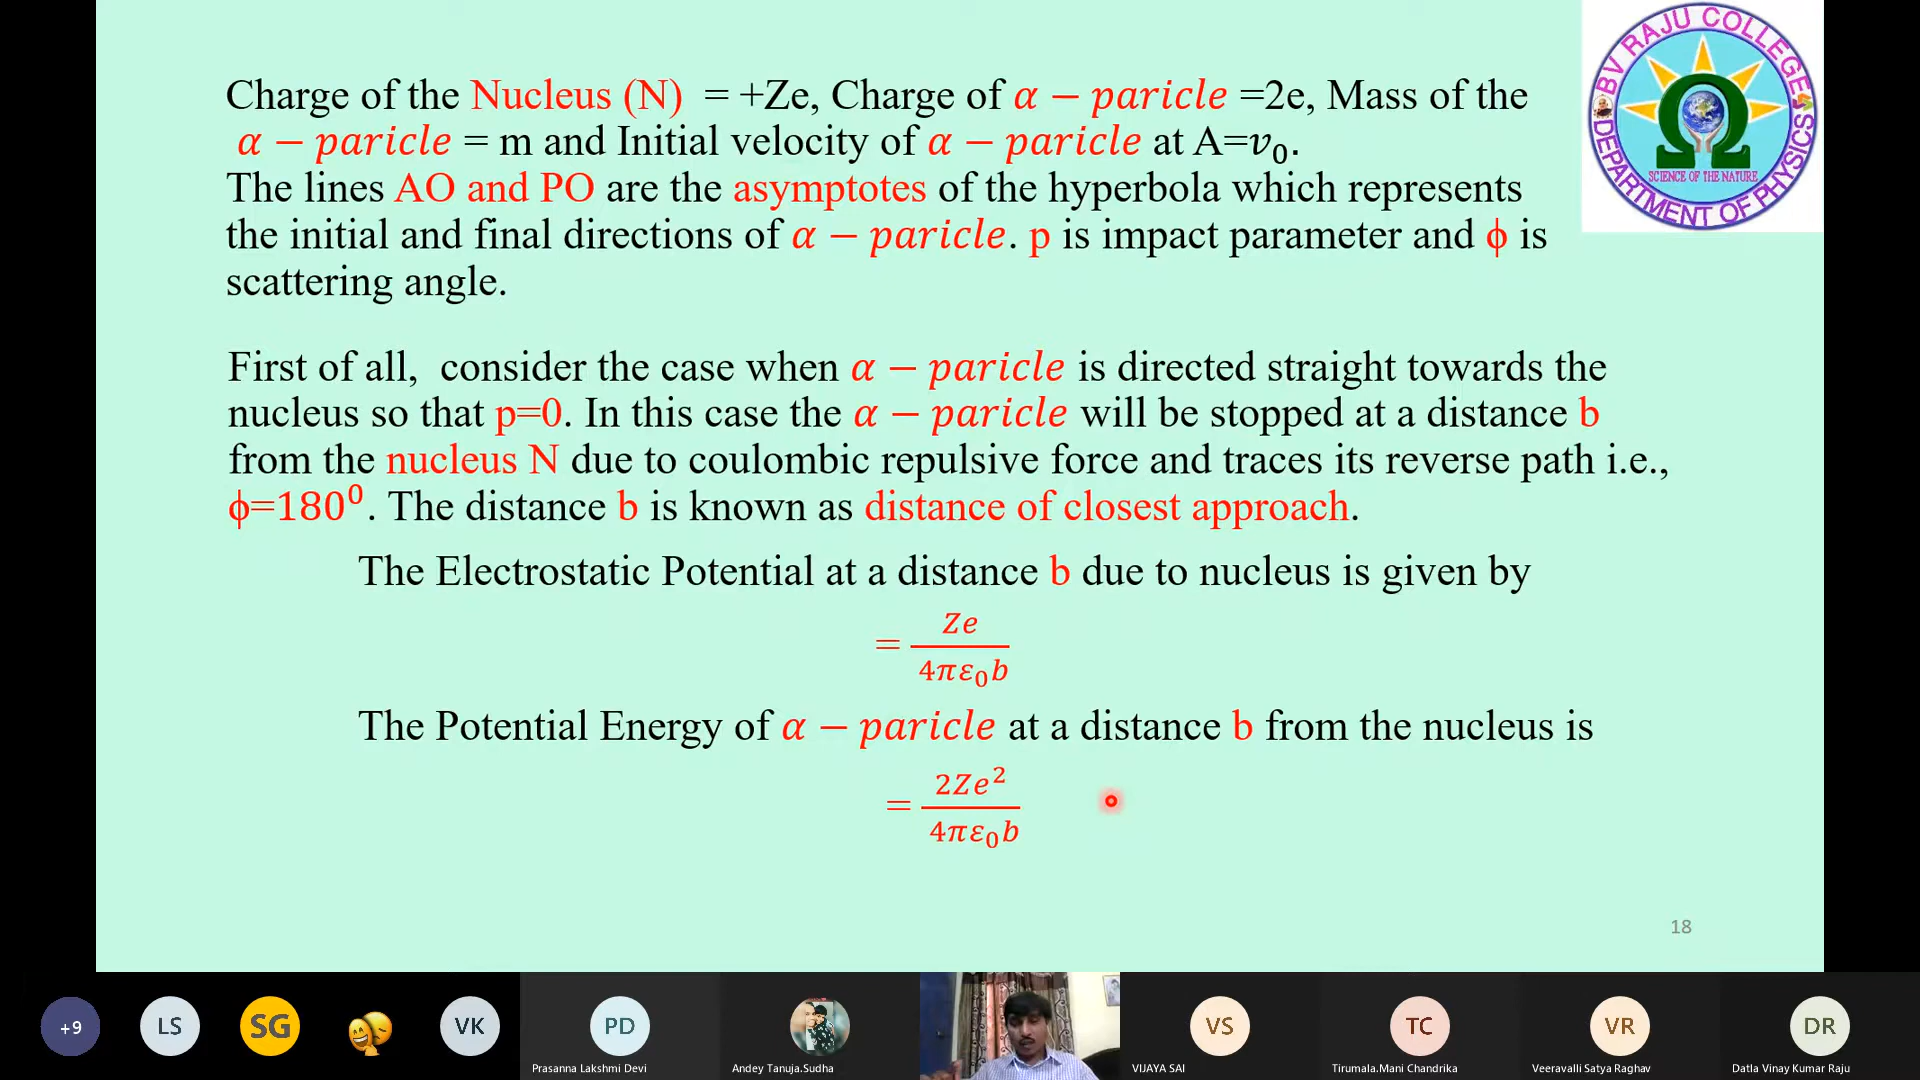 Charge of the Nucleus (N) = +Ze, Charge of α − paricle =2e, Mass of the
α − paricle = m and Initial velocity of α − paricle at A=v₀.
The lines AO and PO are the asymptotes of the hyperbola which represents
the initial and final directions of α − paricle. p is impact parameter and ϕ is
scattering angle.
First of all, consider the case when α − paricle is directed straight towards the
nucleus so that p=0. In this case the α − paricle will be stopped at a distance b
from the nucleus N due to coulombic repulsive force and traces its reverse path i.e.,
ϕ=180⁰. The distance b is known as distance of closest approach.
The Electrostatic Potential at a distance b due to nucleus is given by
= Ze / 4πε₀b
The Potential Energy of α − paricle at a distance b from the nucleus is
= 2Ze² / 4πε₀b
18
BV RAJU COLLEGE
SCIENCE OF THE NATURE
DEPARTMENT OF PHYSICS
+9
LS
SG
VK
PD
VS
TC
VR
DR
Prasanna Lakshmi Devi
Andey Tanuja.Sudha
VIJAYA SAI
Tirumala.Mani Chandrika
Veeravalli Satya Raghav
Datla Vinay Kumar Raju